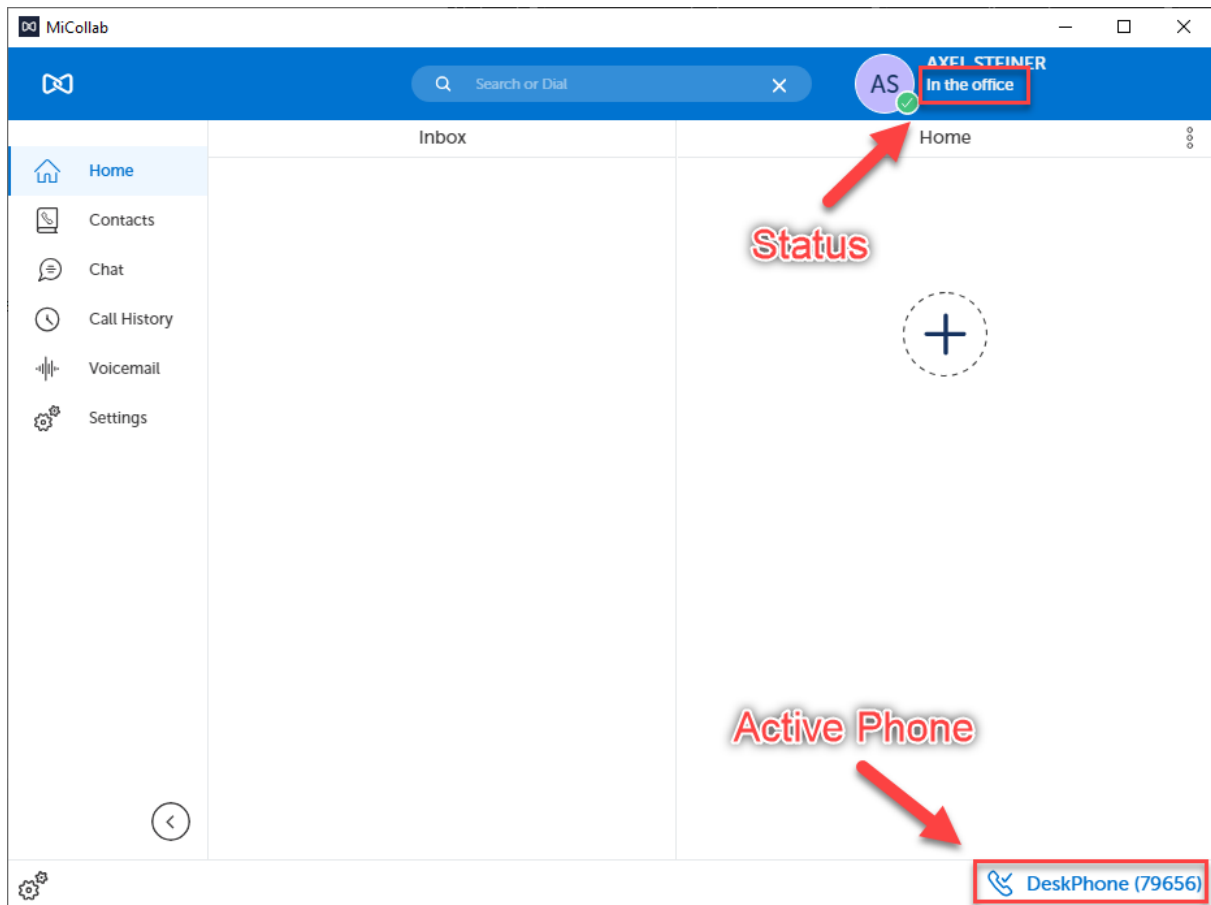 MiCollab
Search or Dial
AS
AXEL STEINER
In the office
Inbox
Home
Home
Contacts
Chat
Call History
Voicemail
Settings
Status
Active Phone
DeskPhone (79656)